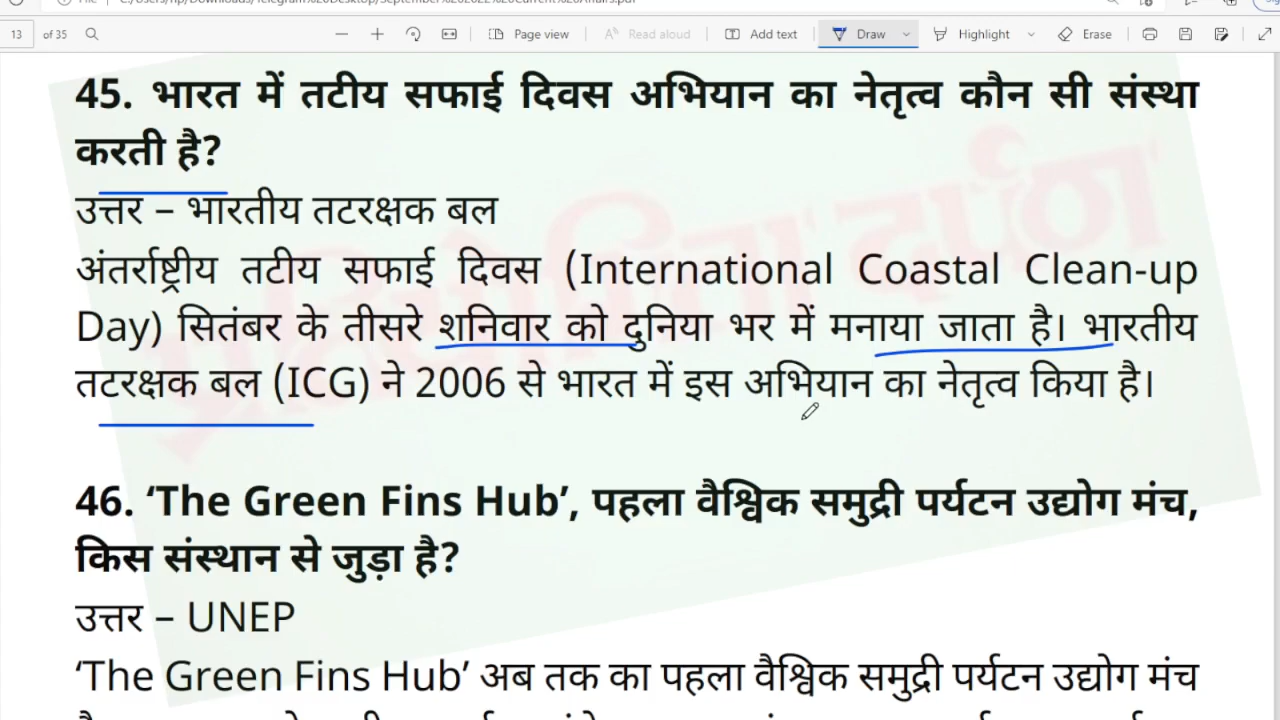 13 of 35 Page view Read aloud Add text Draw Highlight Erase
45. भारत में तटीय सफाई दिवस अभियान का नेतृत्व कौन सी संस्था
करती है?
उत्तर – भारतीय तटरक्षक बल
अंतर्राष्ट्रीय तटीय सफाई दिवस (International Coastal Clean-up
Day) सितंबर के तीसरे शनिवार को दुनिया भर में मनाया जाता है। भारतीय
तटरक्षक बल (ICG) ने 2006 से भारत में इस अभियान का नेतृत्व किया है।
46. ‘The Green Fins Hub’, पहला वैश्विक समुद्री पर्यटन उद्योग मंच,
किस संस्थान से जुड़ा है?
उत्तर – UNEP
‘The Green Fins Hub’ अब तक का पहला वैश्विक समुद्री पर्यटन उद्योग मंच